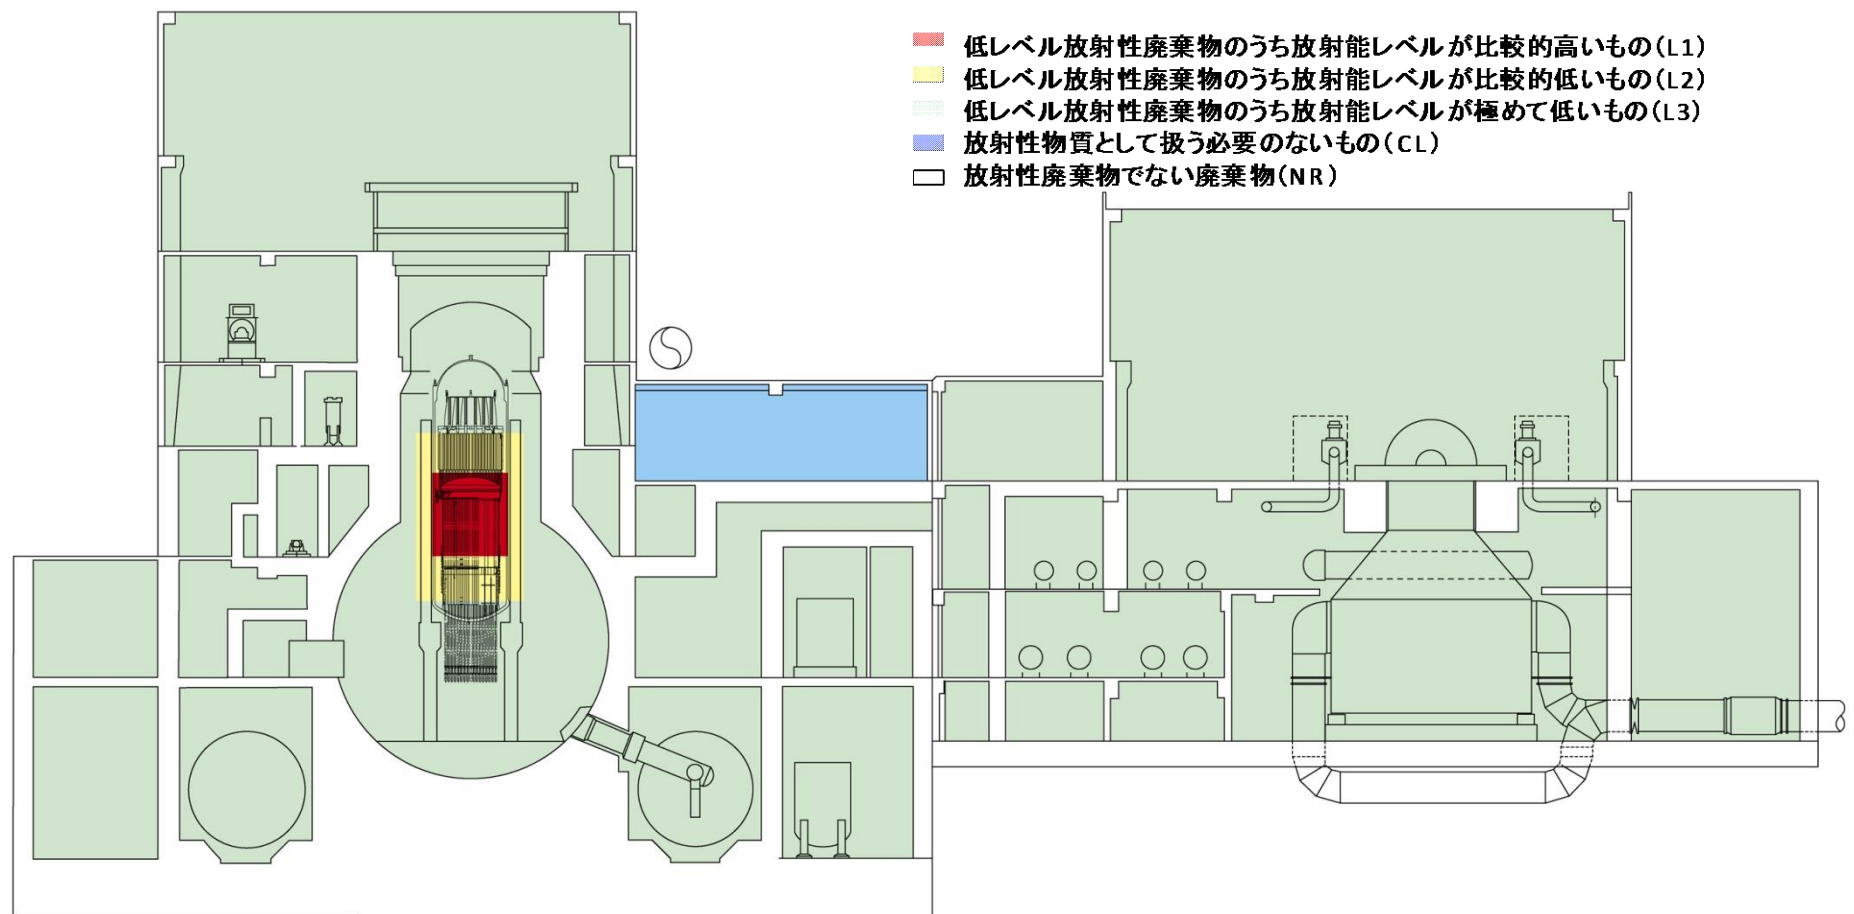 低レベル放射性廃棄物のうち放射能レベルが比較的高いもの(L1)
低レベル放射性廃棄物のうち放射能レベルが比較的低いもの(L2)
低レベル放射性廃棄物のうち放射能レベルが極めて低いもの(L3)
放射性物質として扱う必要のないもの(CL)
放射性廃棄物でない廃棄物(NR)